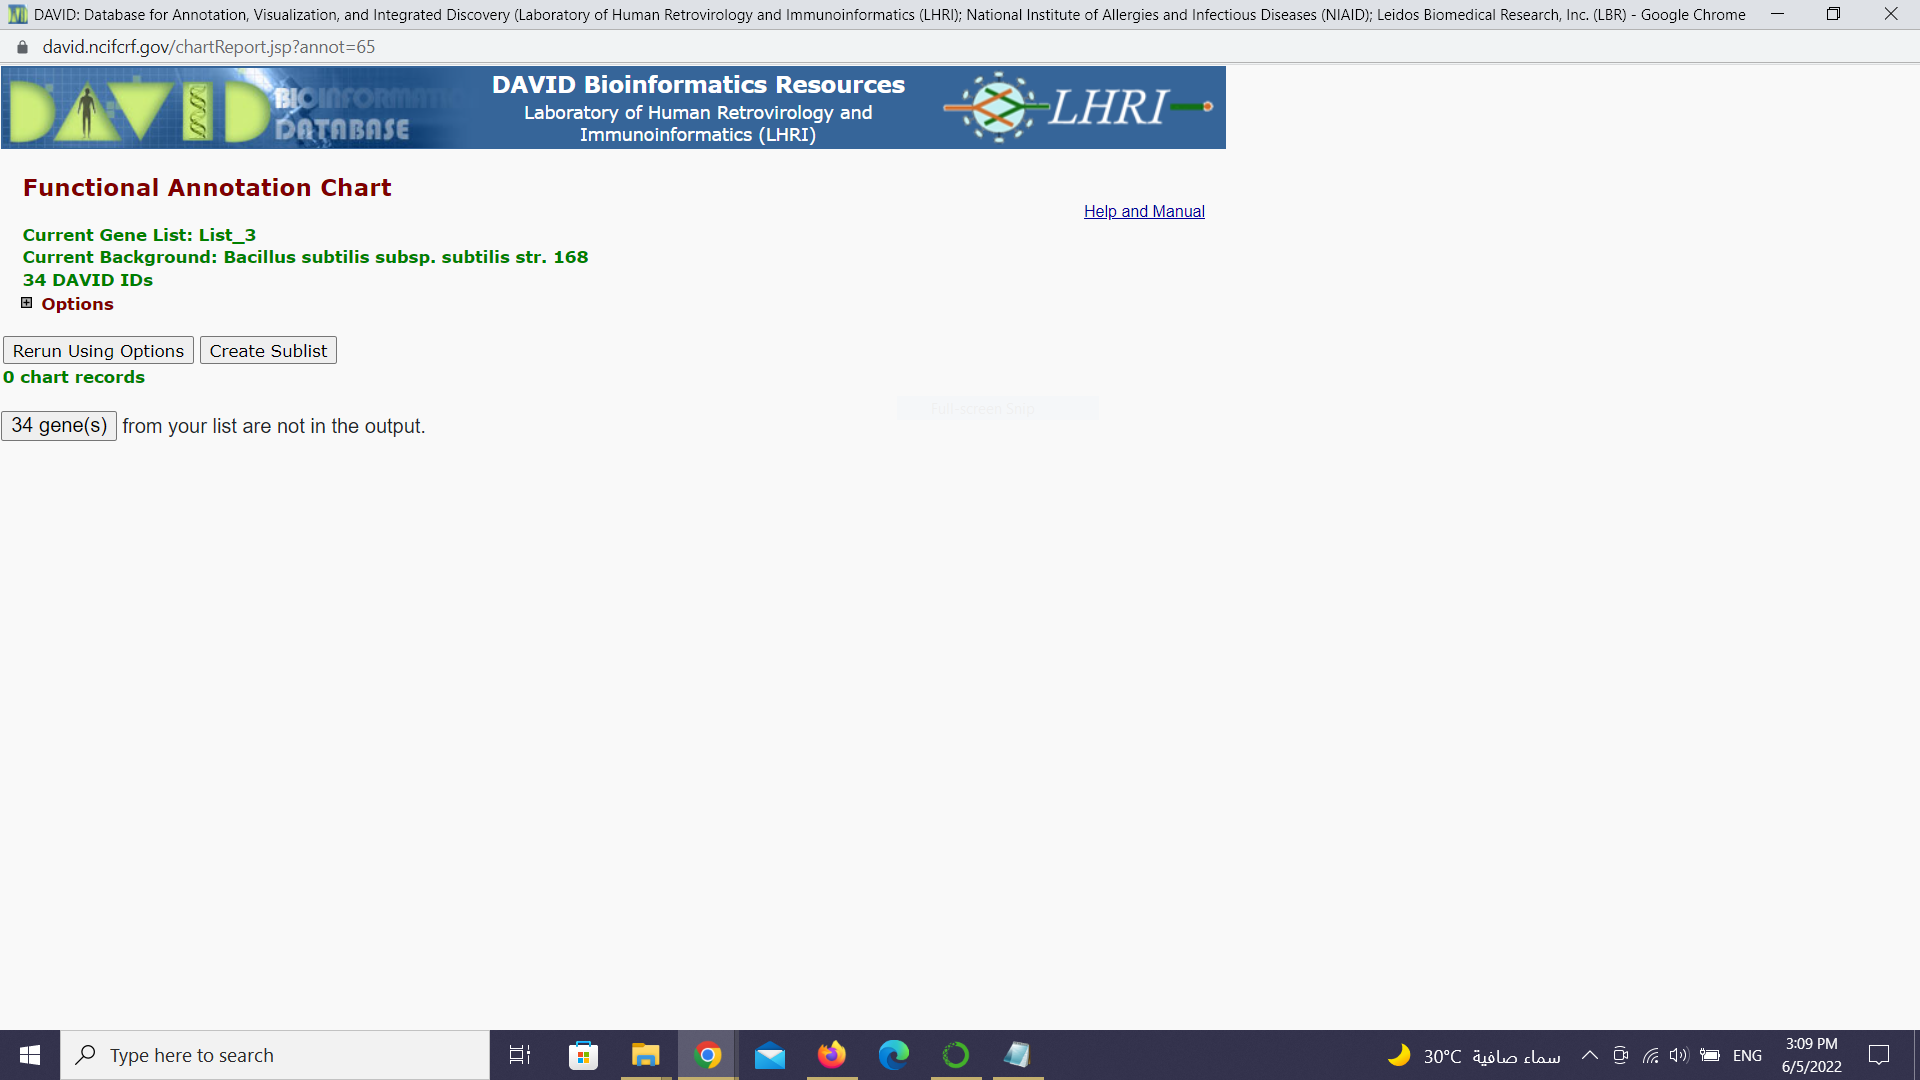 DAVID: Database for Annotation, Visualization, and Integrated Discovery (Laboratory of Human Retrovirology and Immunoinformatics (LHRI); National Institute of Allergies and Infectious Diseases (NIAID); Leidos Biomedical Research, Inc. (LBR) - Google Chrome
david.ncifcrf.gov/chartReport.jsp?annot=65
DAVID BIOINFORMATICS
DATABASE
DAVID Bioinformatics Resources
Laboratory of Human Retrovirology and
Immunoinformatics (LHRI)
LHRI
Functional Annotation Chart
Help and Manual
Current Gene List: List_3
Current Background: Bacillus subtilis subsp. subtilis str. 168
34 DAVID IDs
Options
Rerun Using Options Create Sublist
0 chart records
Full-screen Snip
34 gene(s) from your list are not in the output.
Type here to search
30°C سماء صافية
ENG
3:09 PM
6/5/2022